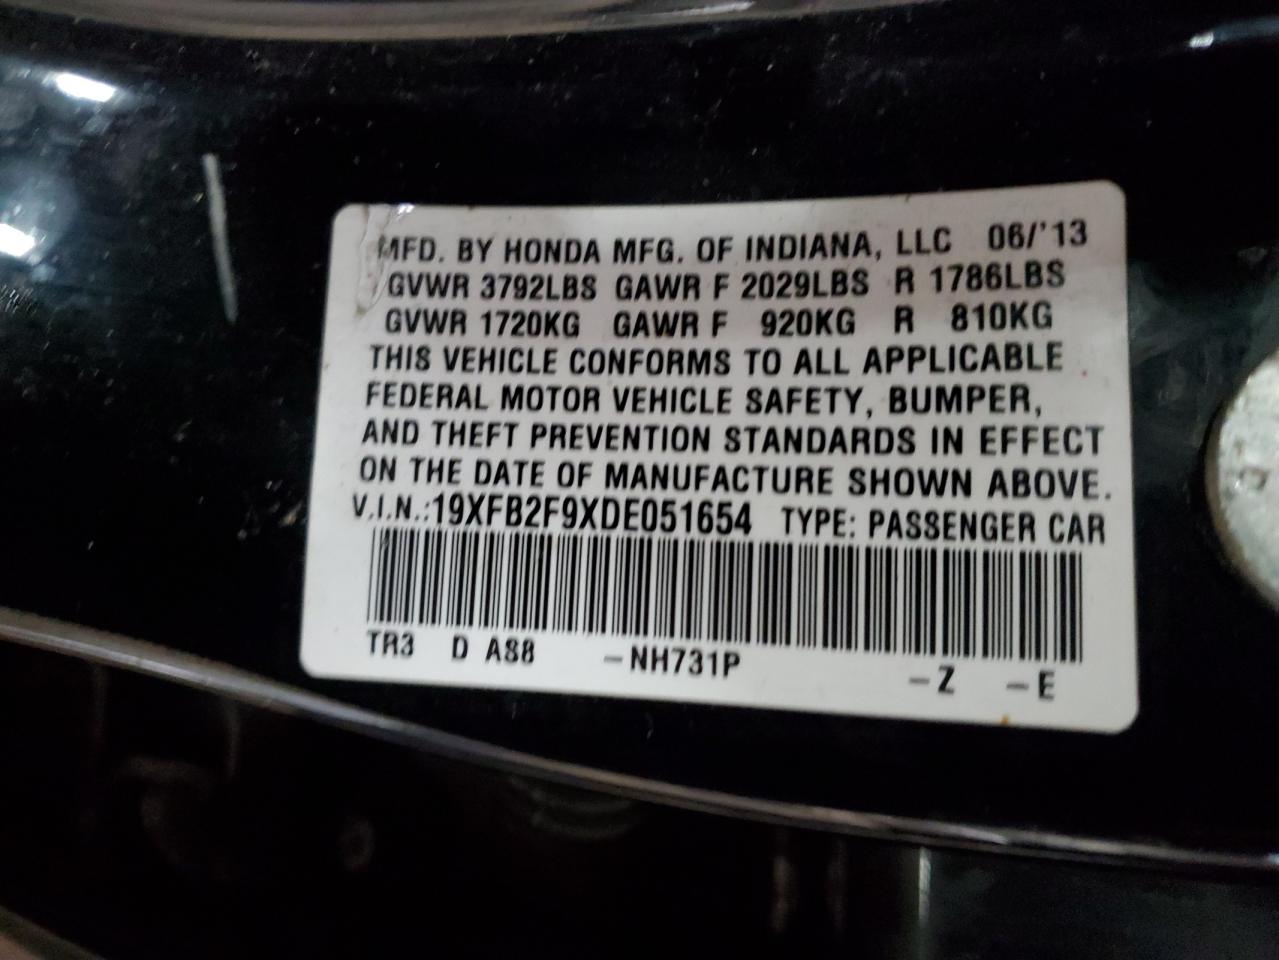 MFD. BY HONDA MFG. OF INDIANA, LLC 06/'13
GVWR 3792LBS GAWR F 2029LBS R 1786LBS
GVWR 1720KG GAWR F 920KG R 810KG
THIS VEHICLE CONFORMS TO ALL APPLICABLE
FEDERAL MOTOR VEHICLE SAFETY, BUMPER,
AND THEFT PREVENTION STANDARDS IN EFFECT
ON THE DATE OF MANUFACTURE SHOWN ABOVE.
V.I.N.:19XFB2F9XDE051654 TYPE: PASSENGER CAR
TR3 D AS8 –NH731P –Z –E